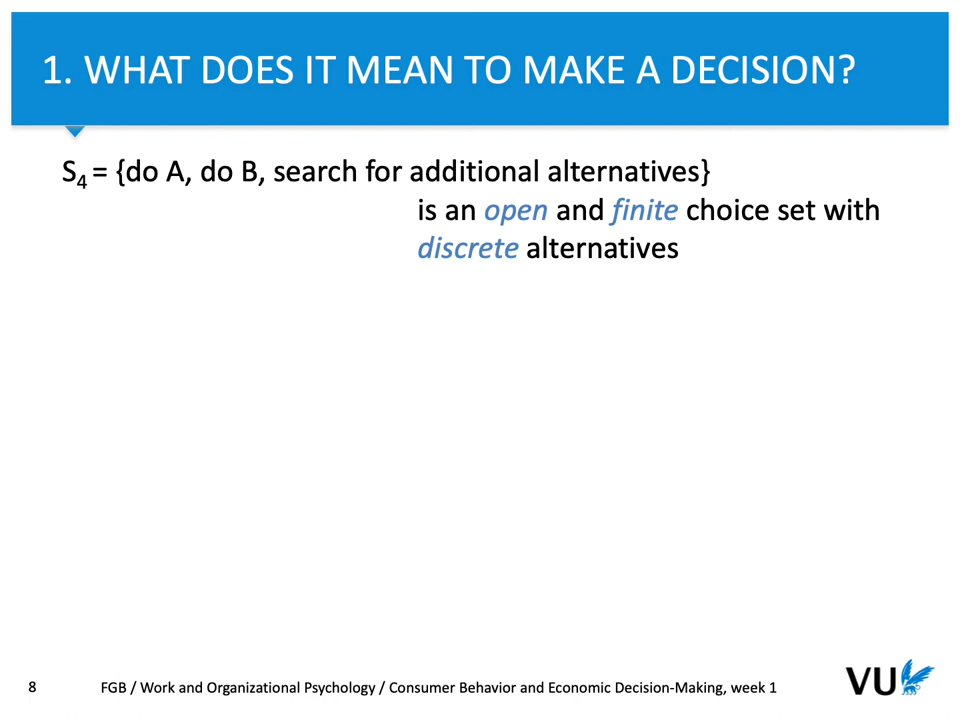 1. WHAT DOES IT MEAN TO MAKE A DECISION?
S₄ = {do A, do B, search for additional alternatives}
is an open and finite choice set with
discrete alternatives
8 FGB / Work and Organizational Psychology / Consumer Behavior and Economic Decision-Making, week 1
VU